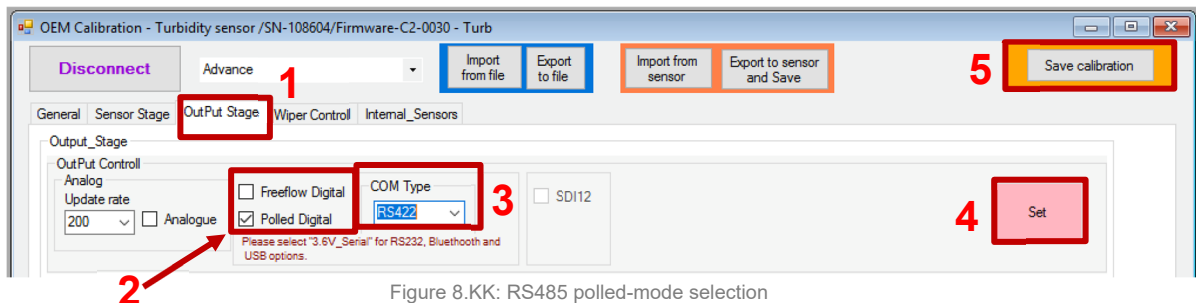 OEM Calibration - Turbidity sensor /SN-108604/Firmware-C2-0030 - Turb
Disconnect
Advance
Import from file
Export to file
Import from sensor
Export to sensor and Save
5
Save calibration
1
General
Sensor Stage
OutPut Stage
Wiper Control
Internal_Sensors
Output_Stage
OutPut Controll
Analog
Update rate
200
Analogue
Freeflow Digital
Polled Digital
COM Type
RS422
3
SDI12
4
Set
Please select "3.6V_Serial" for RS232, Bluethooth and
USB options.
2
Figure 8.KK: RS485 polled-mode selection